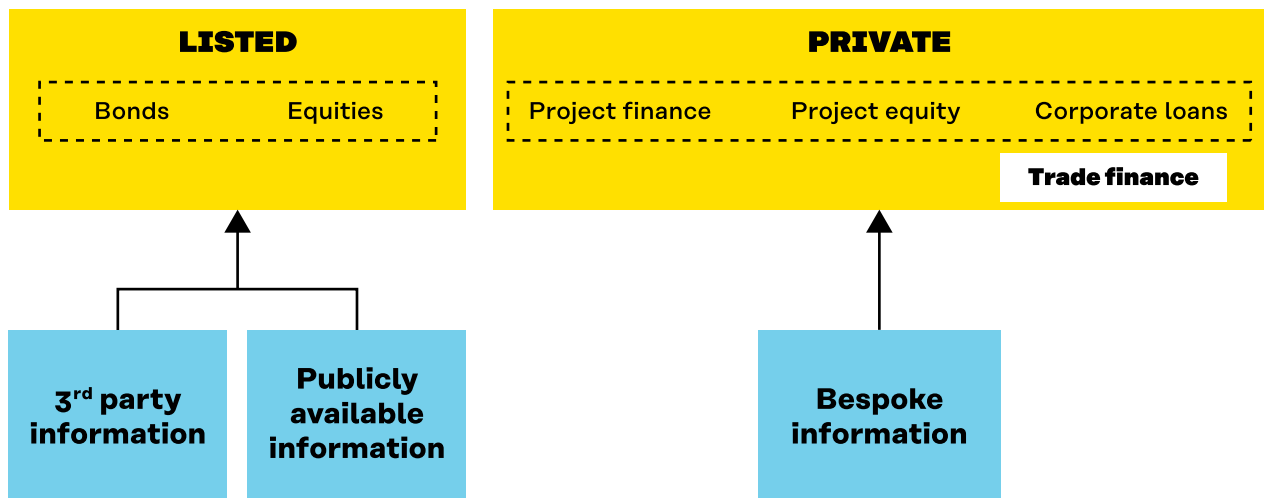 LISTED
Bonds
Equities
PRIVATE
Project finance
Project equity
Corporate loans
Trade finance
3rd party
information
Publicly
available
information
Bespoke
information